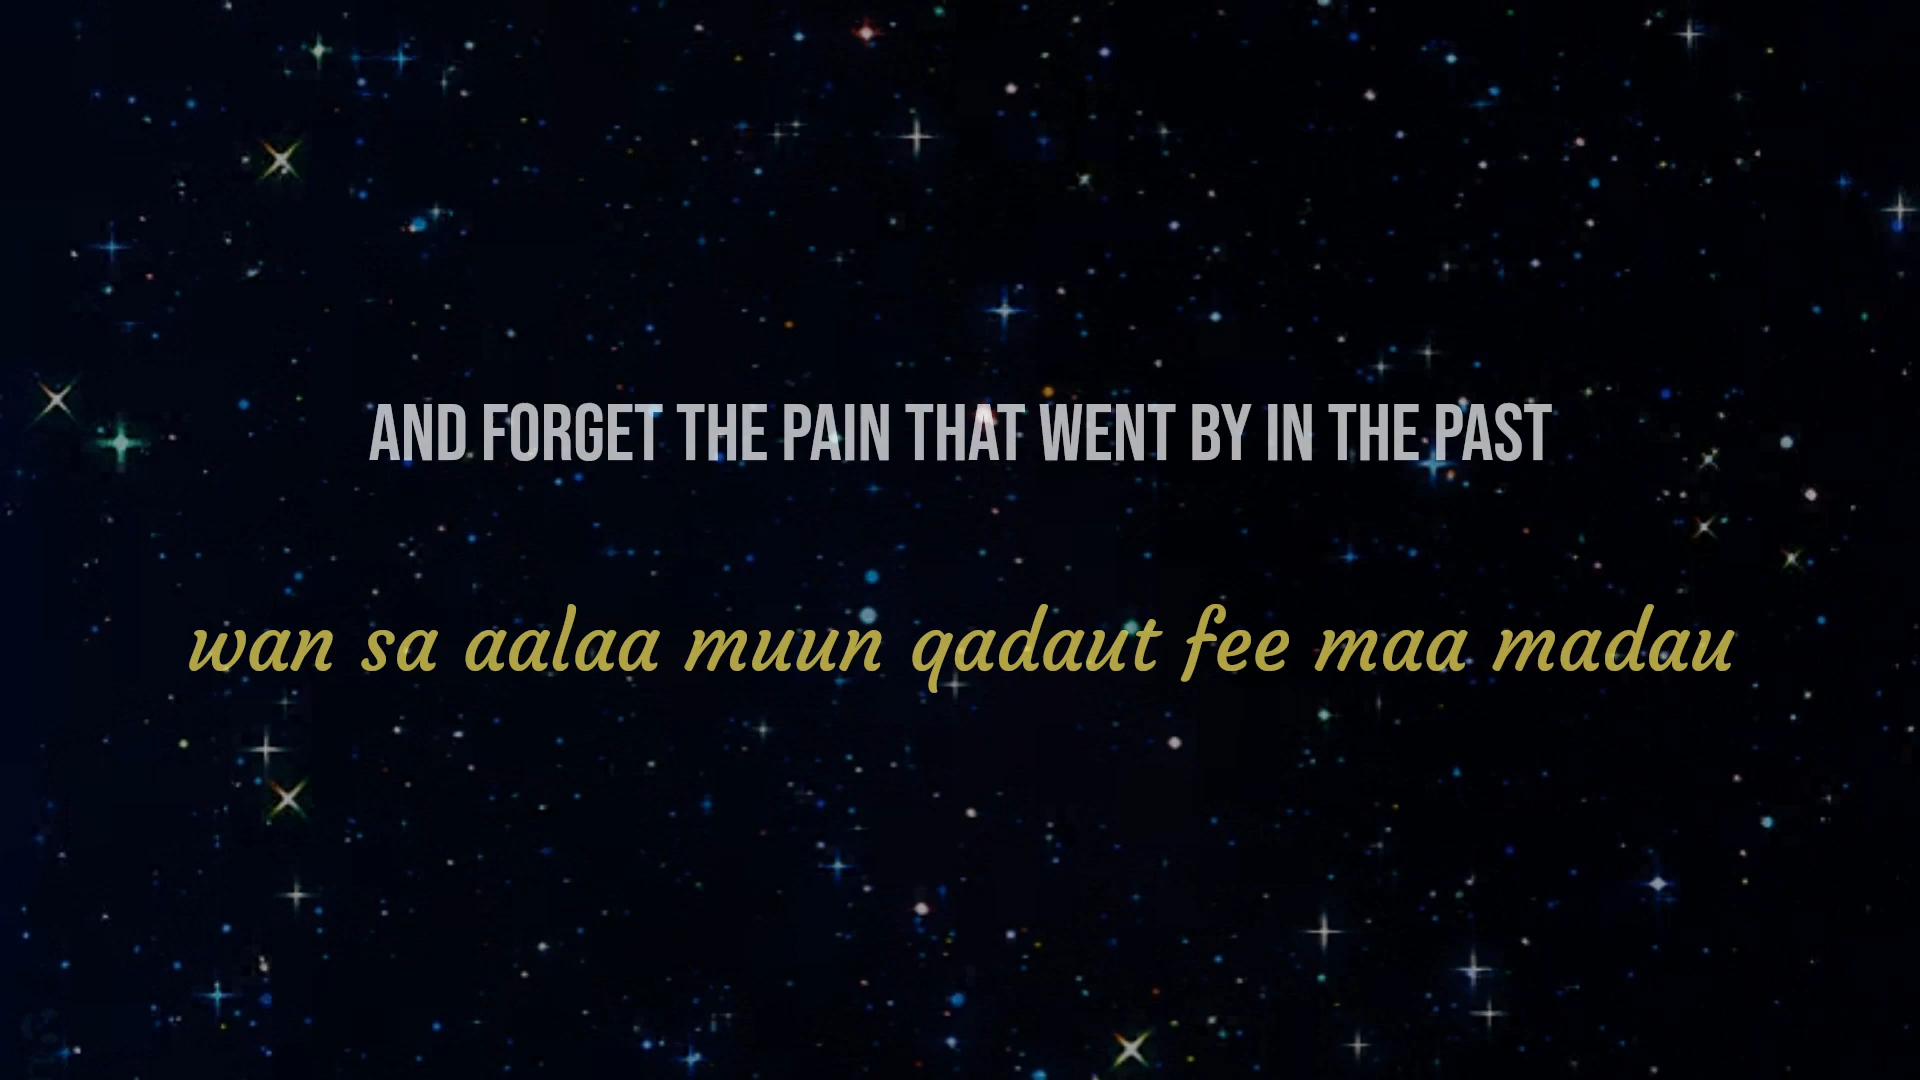 AND FORGET THE PAIN THAT WENT BY IN THE PAST
wan sa aalaa muun qadaut fee maa madau